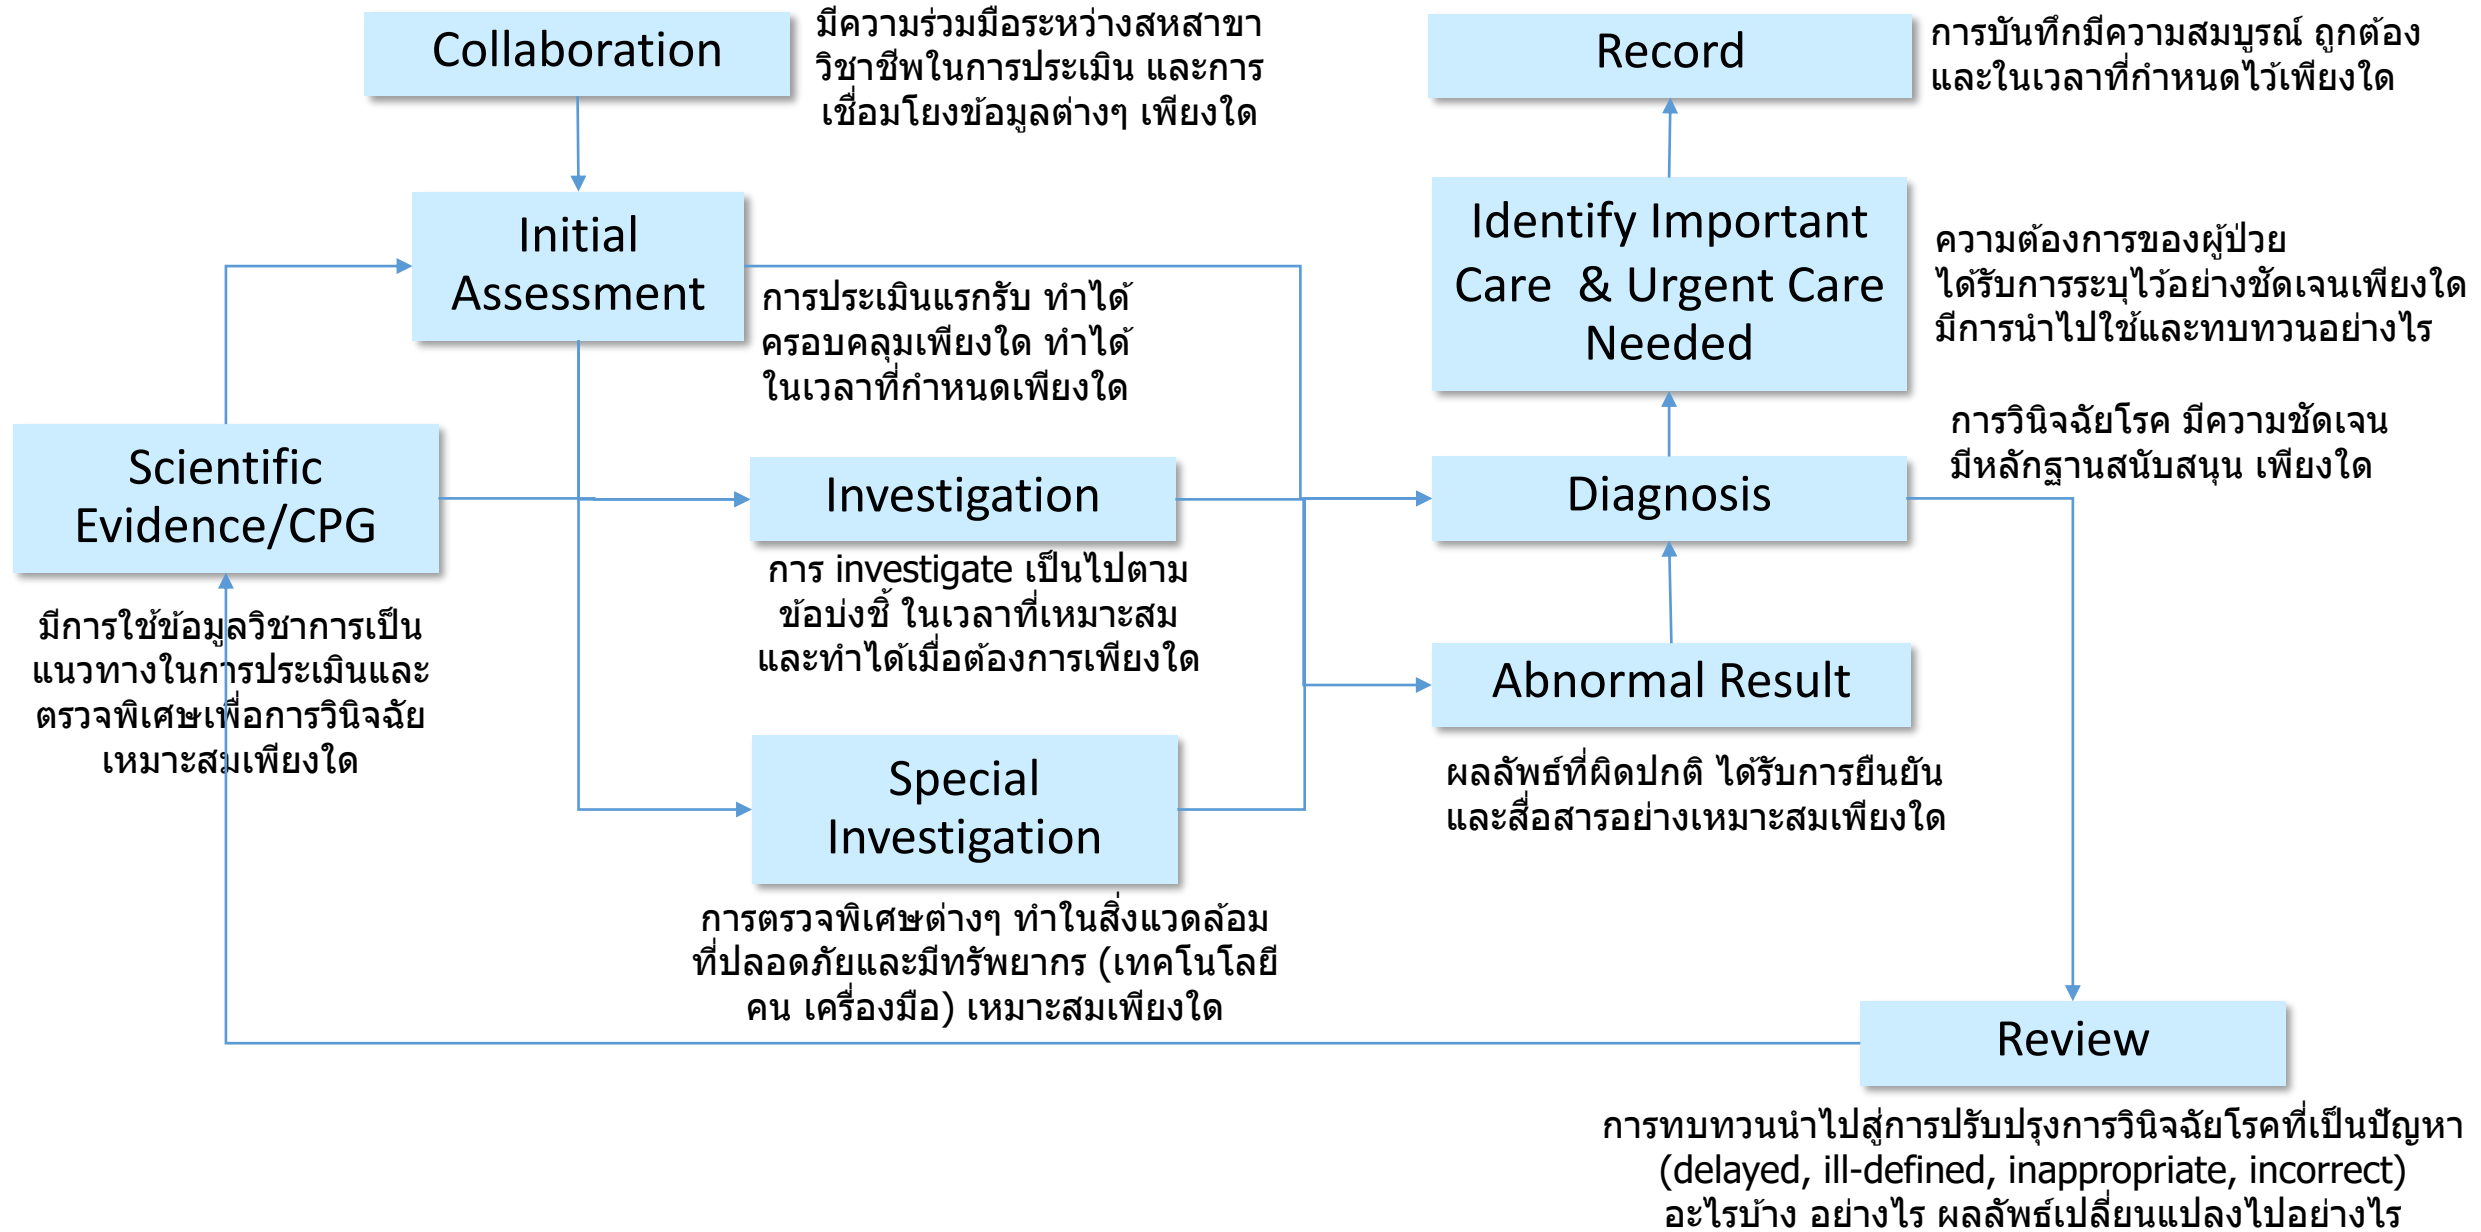 Collaboration
มีความร่วมมือระหว่างสหสาขา
วิชาชีพในการประเมิน และการ
เชื่อมโยงข้อมูลต่างๆ เพียงใด
Record
การบันทึกมีความสมบูรณ์ ถูกต้อง
และในเวลาที่กำหนดไว้เพียงใด
Initial
Assessment
การประเมินแรกรับ ทำได้
ครอบคลุมเพียงใด ทำได้
ในเวลาที่กำหนดเพียงใด
Identify Important
Care & Urgent Care
Needed
ความต้องการของผู้ป่วย
ได้รับการระบุไว้อย่างชัดเจนเพียงใด
มีการนำไปใช้และทบทวนอย่างไร
Scientific
Evidence/CPG
มีการใช้ข้อมูลวิชาการเป็น
แนวทางในการประเมินและ
ตรวจพิเศษเพื่อการวินิจฉัย
เหมาะสมเพียงใด
Investigation
การ investigate เป็นไปตาม
ข้อบ่งชี้ ในเวลาที่เหมาะสม
และทำได้เมื่อต้องการเพียงใด
Diagnosis
การวินิจฉัยโรค มีความชัดเจน
มีหลักฐานสนับสนุน เพียงใด
Abnormal Result
ผลลัพธ์ที่ผิดปกติ ได้รับการยืนยัน
และสื่อสารอย่างเหมาะสมเพียงใด
Special
Investigation
การตรวจพิเศษต่างๆ ทำในสิ่งแวดล้อม
ที่ปลอดภัยและมีทรัพยากร (เทคโนโลยี
คน เครื่องมือ) เหมาะสมเพียงใด
Review
การทบทวนนำไปสู่การปรับปรุงการวินิจฉัยโรคที่เป็นปัญหา
(delayed, ill-defined, inappropriate, incorrect)
อะไรบ้าง อย่างไร ผลลัพธ์เปลี่ยนแปลงไปอย่างไร